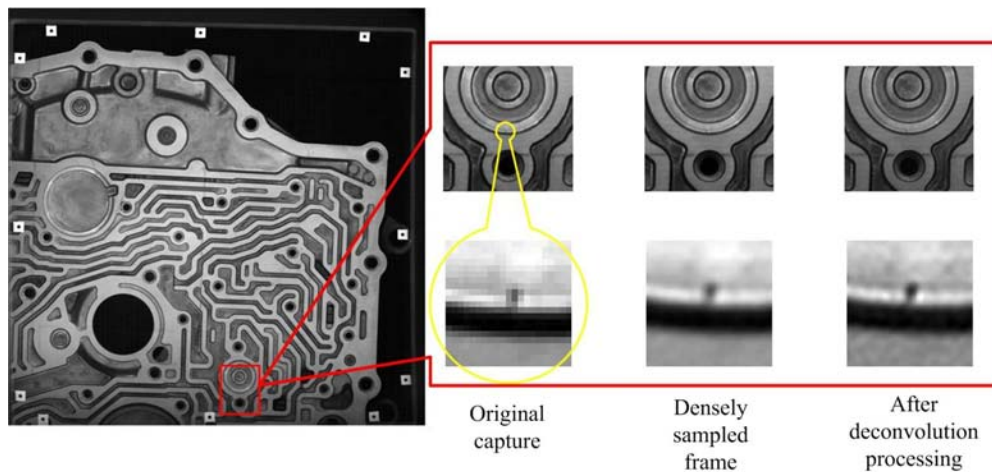 Original
capture
Densely
sampled
frame
After
deconvolution
processing